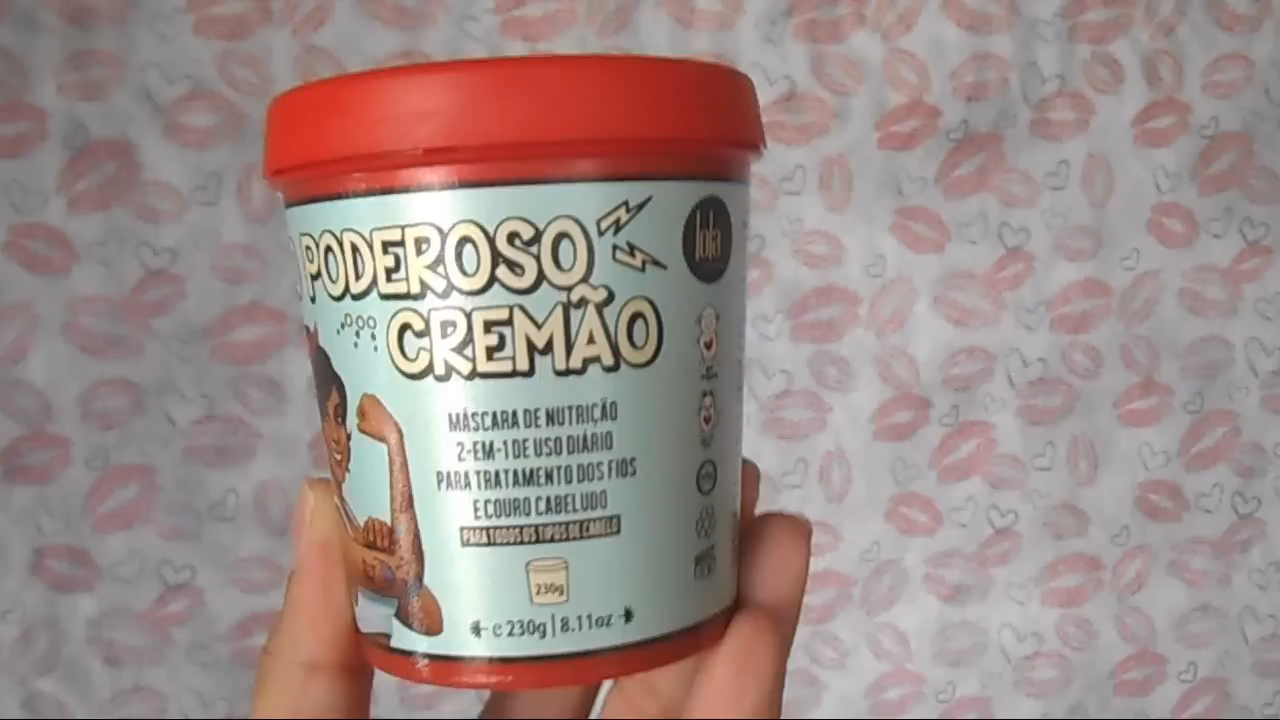 O PODEROSO
CREMÃO
lola
MÁSCARA DE NUTRIÇÃO
2-EM-1 DE USO DIÁRIO
PARA TRATAMENTO DOS FIOS
E COURO CABELUDO
PARA TODOS OS TIPOS DE CABELO
230g
e 230g | 8.11oz